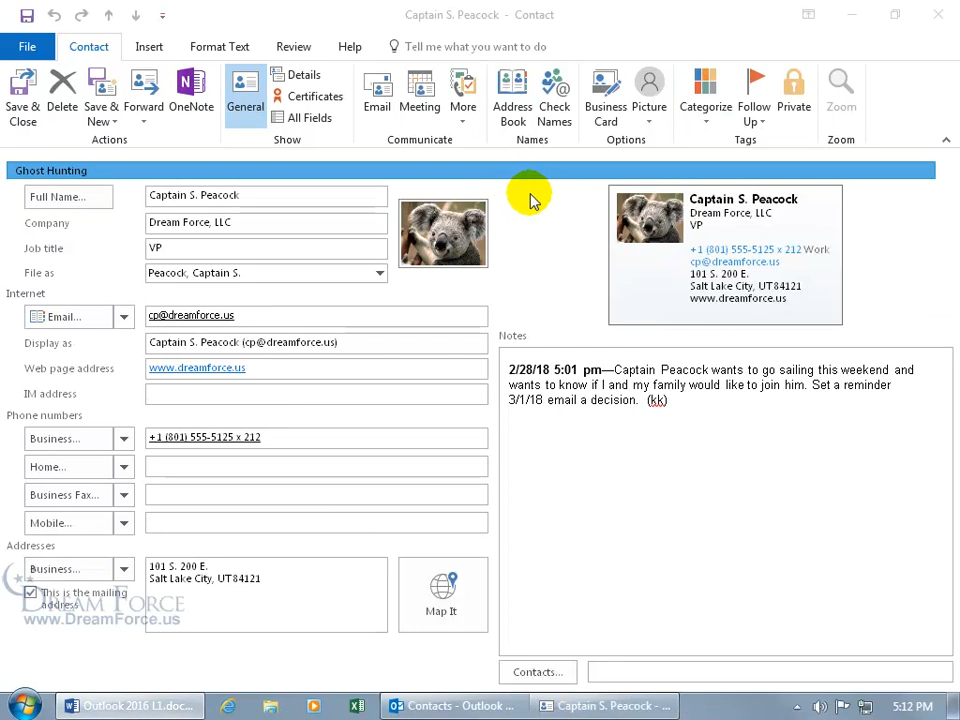 Captain S. Peacock - Contact
File Contact Insert Format Text Review Help Tell me what you want to do
Save & Close Delete Save & New Forward OneNote General Details Certificates All Fields Email Meeting More Address Book Check Names Business Card Picture Categorize Follow Up Private Zoom
Actions Show Communicate Names Options Tags Zoom
Ghost Hunting
Full Name... Captain S. Peacock
Company Dream Force, LLC
Job title VP
File as Peacock, Captain S.
Internet
Email... cp@dreamforce.us
Display as Captain S. Peacock (cp@dreamforce.us)
Web page address www.dreamforce.us
IM address
Phone numbers
Business... +1 (801) 555-5125 x 212
Home...
Business Fax...
Mobile...
Addresses
Business... 101 S. 200 E.
Salt Lake City, UT 84121
This is the mailing address
Map It
DREAM FORCE
www.DreamForce.us
Captain S. Peacock
Dream Force, LLC
VP
+1 (801) 555-5125 x 212 Work
cp@dreamforce.us
101 S. 200 E.
Salt Lake City, UT 84121
www.dreamforce.us
Notes
2/28/18 5:01 pm—Captain Peacock wants to go sailing this weekend and
wants to know if I and my family would like to join him. Set a reminder
3/1/18 email a decision. (kk)
Contacts...
Outlook 2016 L1.doc... Contacts - Outlook ... Captain S. Peacock - ... 5:12 PM